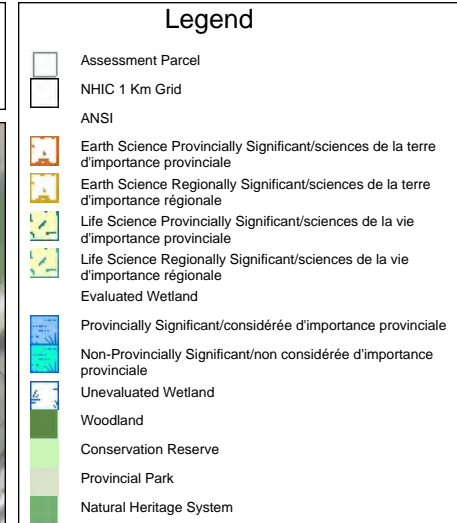 Legend
Assessment Parcel
NHIC 1 Km Grid
ANSI
Earth Science Provincially Significant/sciences de la terre
d'importance provinciale
Earth Science Regionally Significant/sciences de la terre
d'importance régionale
Life Science Provincially Significant/sciences de la vie
d'importance provinciale
Life Science Regionally Significant/sciences de la vie
d'importance régionale
Evaluated Wetland
Provincially Significant/considérée d'importance provinciale
Non-Provincially Significant/non considérée d'importance
provinciale
Unevaluated Wetland
Woodland
Conservation Reserve
Provincial Park
Natural Heritage System